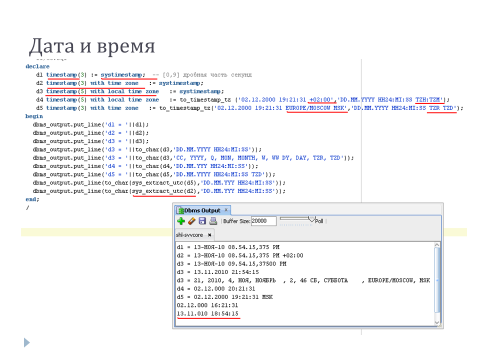 Дата и время
declare
d1 timestamp(3) := systimestamp; -- [0,9] дробная часть секунд
d2 timestamp(3) with time zone := systimestamp;
d3 timestamp(5) with local time zone := systimestamp;
d4 timestamp(5) with local time zone := to_timestamp_tz ('02.12.2000 19:21:31 +02:00','DD.MM.YYYY HH24:MI:SS TZH:TZM');
d5 timestamp(3) with time zone := to_timestamp_tz('02.12.2000 19:21:31 EUROPE/MOSCOW MSK','DD.MM.YYYY HH24:MI:SS TZR TZD');
begin
dbms_output.put_line('d1 = '||d1);
dbms_output.put_line('d2 = '||d2);
dbms_output.put_line('d3 = '||d3);
dbms_output.put_line('d3 = '||to_char(d3,'DD.MM.YYYY HH24:MI:SS'));
dbms_output.put_line('d3 = '||to_char(d3,'CC, YYYY, Q, MON, MONTH, W, WW DY, DAY, TZR, TZD'));
dbms_output.put_line('d4 = '||to_char(d4,'DD.MM.YYY HH24:MI:SS'));
dbms_output.put_line('d5 = '||to_char(d5,'DD.MM.YYY HH24:MI:SS TZD'));
dbms_output.put_line(to_char(sys_extract_utc(d5),'DD.MM.YYY HH24:MI:SS'));
dbms_output.put_line(to_char(sys_extract_utc(d2),'DD.MM.YYY HH24:MI:SS'));
end;
/
Dbms Output ×
Buffer Size: 20000 Poll
×
d1 = 13-НОЯ-10 08.54.15,375 PM
d2 = 13-НОЯ-10 08.54.15,375 PM +02:00
d3 = 13-НОЯ-10 09.54.15,37500 PM
d3 = 13.11.2010 21:54:15
d3 = 21, 2010, 4, НОЯ, НОЯБРЬ , 2, 46 СБ, СУББОТА , EUROPE/MOSCOW, MSK
d4 = 02.12.000 20:21:31
d5 = 02.12.000 19:21:31 MSK
02.12.000 16:21:31
13.11.010 18:54:15